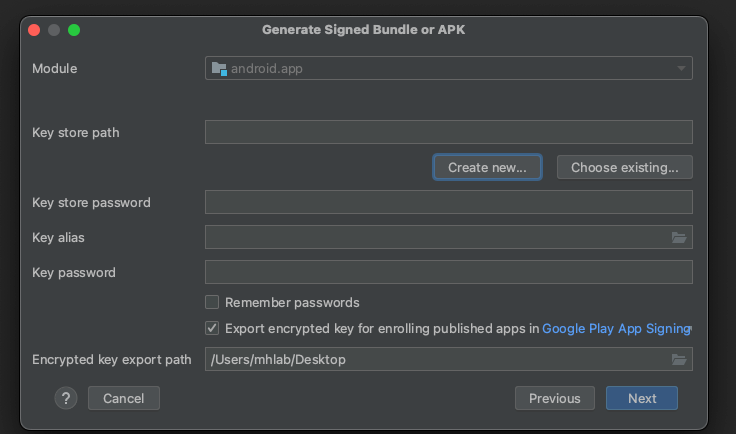 Generate Signed Bundle or APK
Module
android.app
Key store path
Create new... Choose existing...
Key store password
Key alias
Key password
Remember passwords
Export encrypted key for enrolling published apps in Google Play App Signing
Encrypted key export path /Users/mhlab/Desktop
? Cancel Previous Next